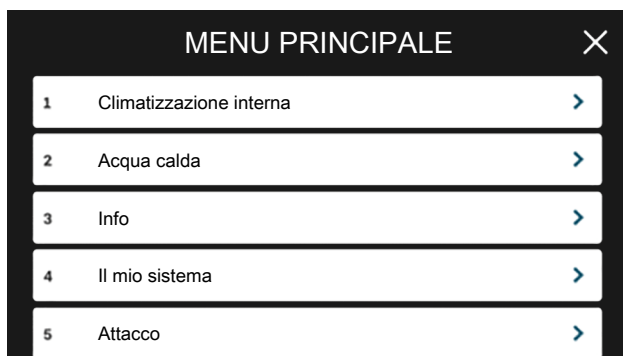 MENU PRINCIPALE
1 Climatizzazione interna
2 Acqua calda
3 Info
4 Il mio sistema
5 Attacco